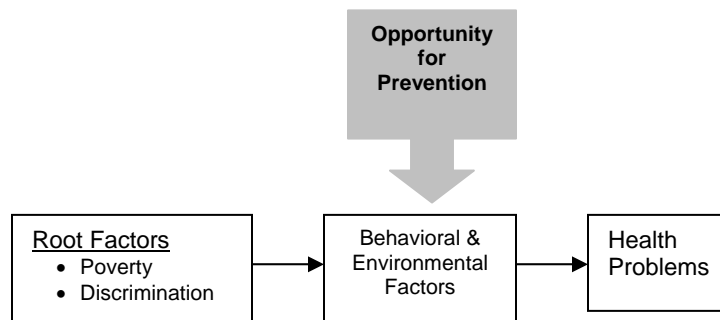 Opportunity
for
Prevention
Root Factors
• Poverty
• Discrimination
Behavioral &
Environmental
Factors
Health
Problems